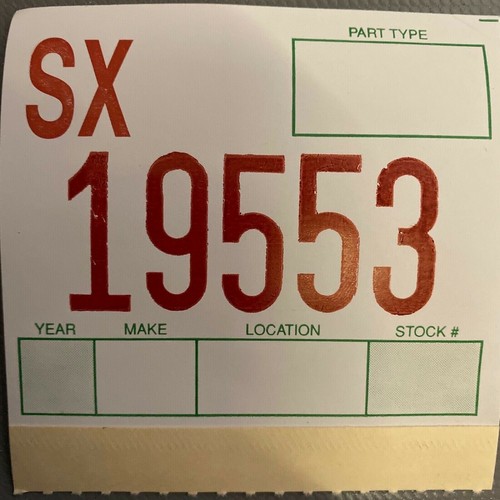 SX
PART TYPE
19553
YEAR MAKE LOCATION STOCK #